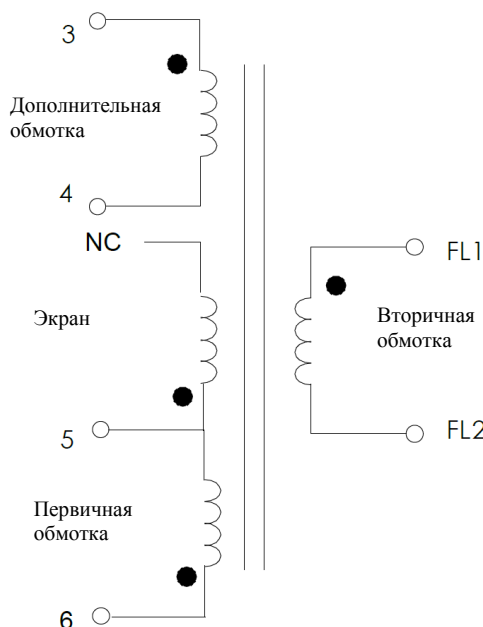 3
Дополнительная
обмотка
4
NC
FL1
Экран
Вторичная
обмотка
5
FL2
Первичная
обмотка
6